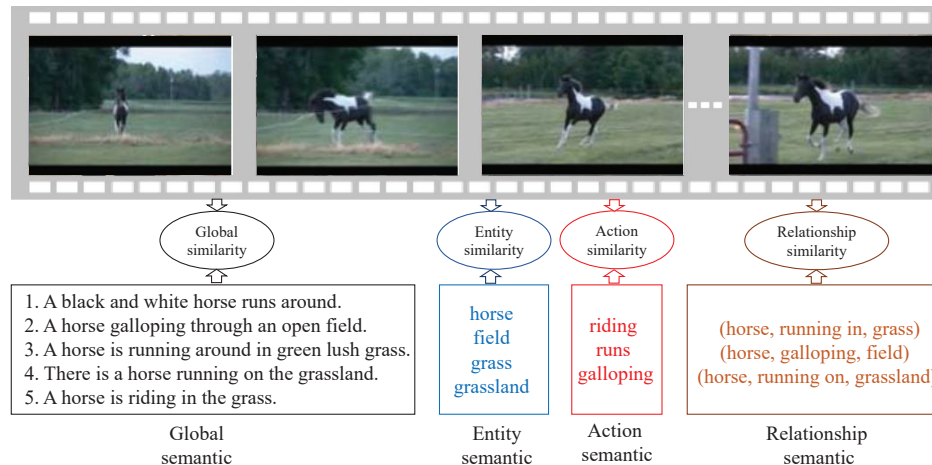 Global
similarity
Entity
similarity
Action
similarity
Relationship
similarity
1. A black and white horse runs around.
2. A horse galloping through an open field.
3. A horse is running around in green lush grass.
4. There is a horse running on the grassland.
5. A horse is riding in the grass.
horse
field
grass
grassland
riding
runs
galloping
(horse, running in, grass)
(horse, galloping, field)
(horse, running on, grassland)
Global
semantic
Entity
semantic
Action
semantic
Relationship
semantic